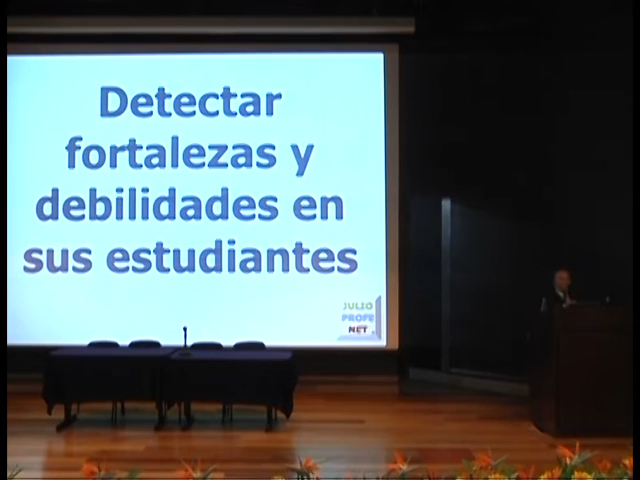 Detectar
fortalezas y
debilidades en
sus estudiantes
JULIO
PROFE
NET